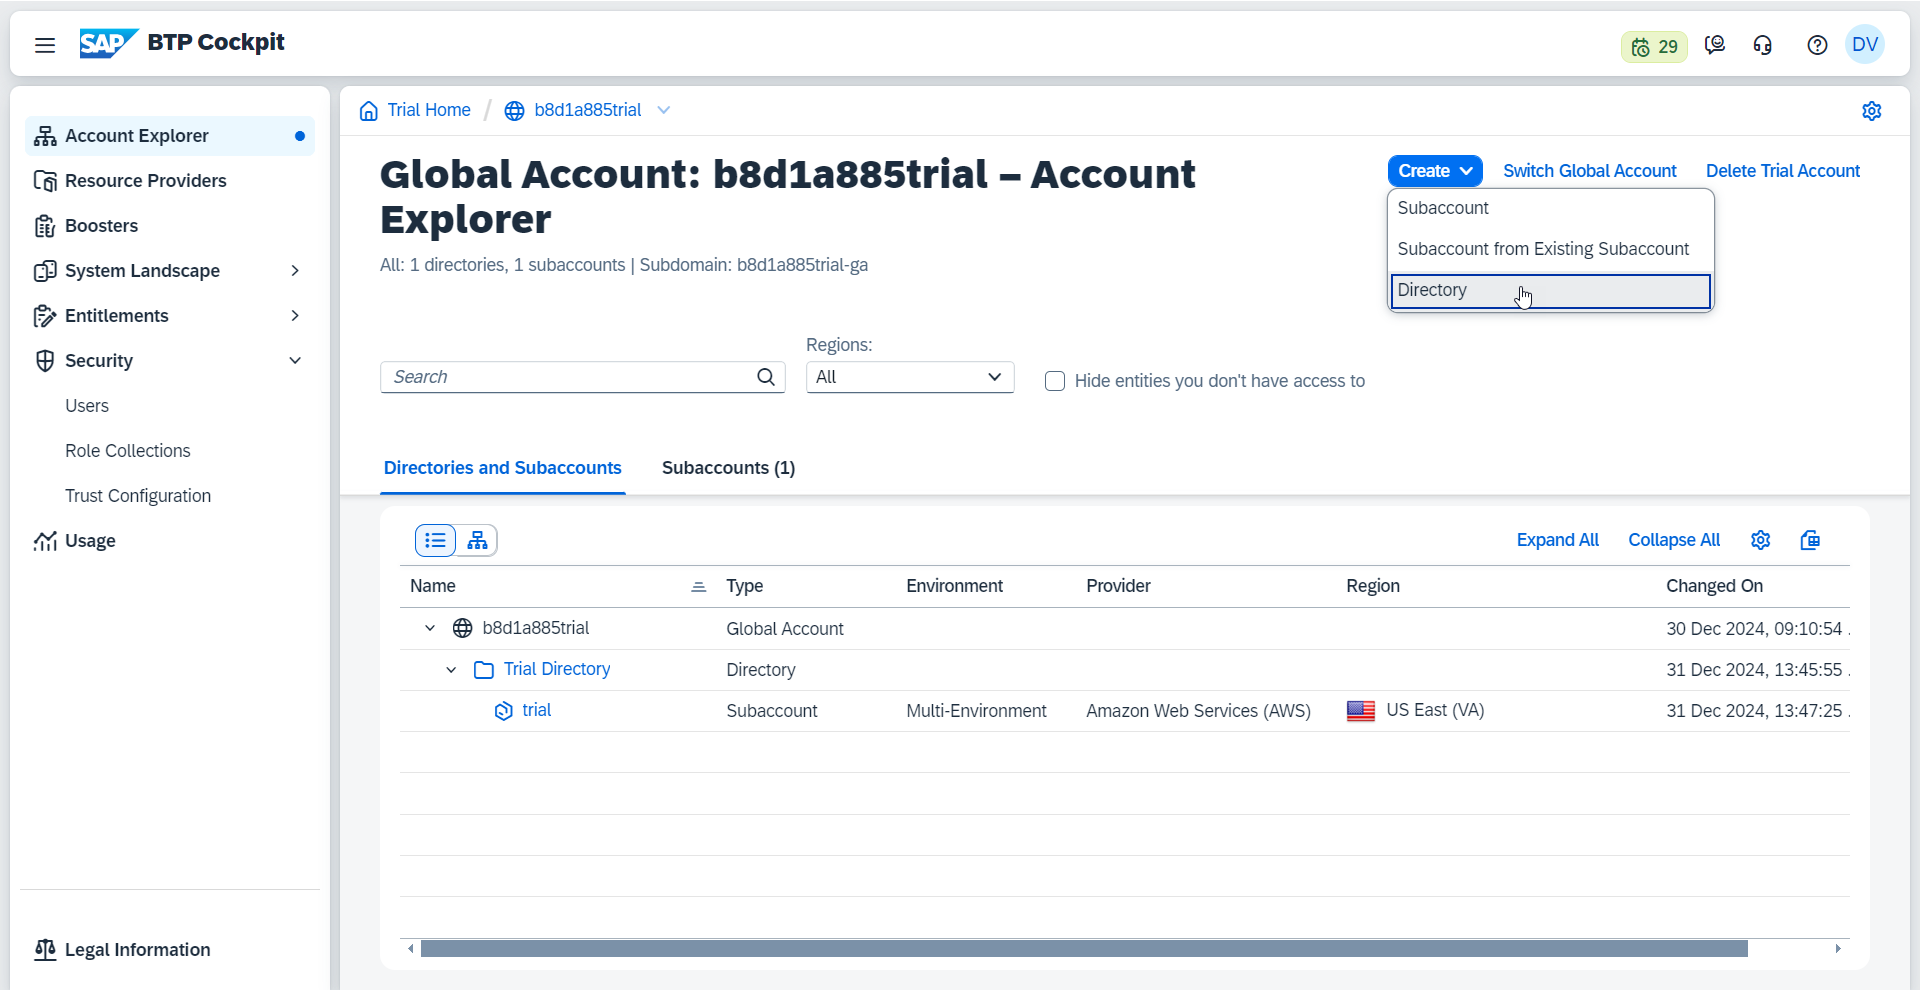 SAP BTP Cockpit
29
DV
Account Explorer
Resource Providers
Boosters
System Landscape
Entitlements
Security
Users
Role Collections
Trust Configuration
Usage
Legal Information
Trial Home / b8d1a885trial
Global Account: b8d1a885trial – Account
Explorer
All: 1 directories, 1 subaccounts | Subdomain: b8d1a885trial-ga
Create
Switch Global Account
Delete Trial Account
Subaccount
Subaccount from Existing Subaccount
Directory
Search
Regions:
All
Hide entities you don't have access to
Directories and Subaccounts
Subaccounts (1)
Expand All
Collapse All
Name Type Environment Provider Region Changed On
b8d1a885trial Global Account 30 Dec 2024, 09:10:54 .
Trial Directory Directory 31 Dec 2024, 13:45:55 .
trial Subaccount Multi-Environment Amazon Web Services (AWS) US East (VA) 31 Dec 2024, 13:47:25 .